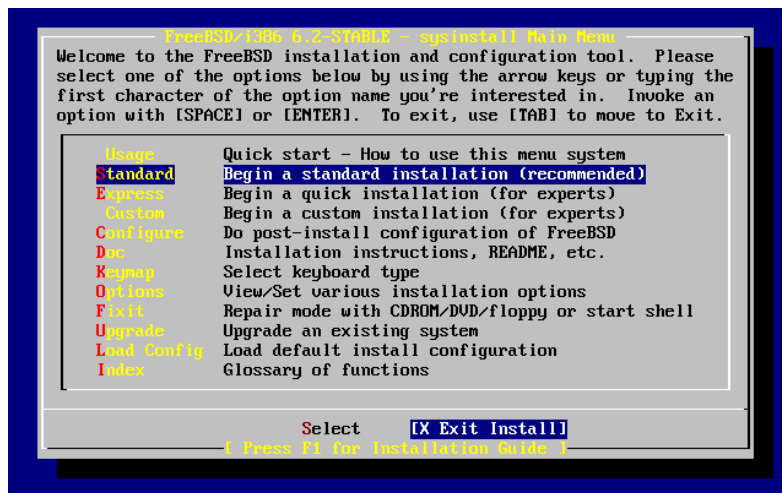 FreeBSD/i386 6.2-STABLE - sysinstall Main Menu
Welcome to the FreeBSD installation and configuration tool.  Please
select one of the options below by using the arrow keys or typing the
first character of the option name you're interested in.  Invoke an
option with [SPACE] or [ENTER].  To exit, use [TAB] to move to Exit.
Usage Quick start - How to use this menu system
Standard Begin a standard installation (recommended)
Express Begin a quick installation (for experts)
Custom Begin a custom installation (for experts)
Configure Do post-install configuration of FreeBSD
Doc Installation instructions, README, etc.
Keymap Select keyboard type
Options View/Set various installation options
Fixit Repair mode with CDROM/DVD/floppy or start shell
Upgrade Upgrade an existing system
Load Config Load default install configuration
Index Glossary of functions
Select [X Exit Install]
[ Press F1 for Installation Guide ]